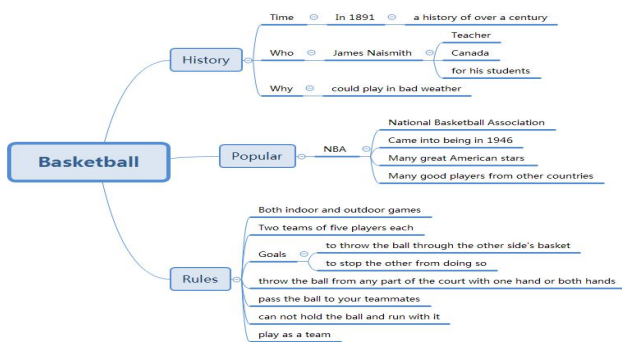 Basketball
History
Time
In 1891
a history of over a century
Who
James Naismith
Teacher
Canada
for his students
Why
could play in bad weather
Popular
NBA
National Basketball Association
Came into being in 1946
Many great American stars
Many good players from other countries
Rules
Both indoor and outdoor games
Two teams of five players each
Goals
to throw the ball through the other side's basket
to stop the other from doing so
throw the ball from any part of the court with one hand or both hands
pass the ball to your teammates
can not hold the ball and run with it
play as a team